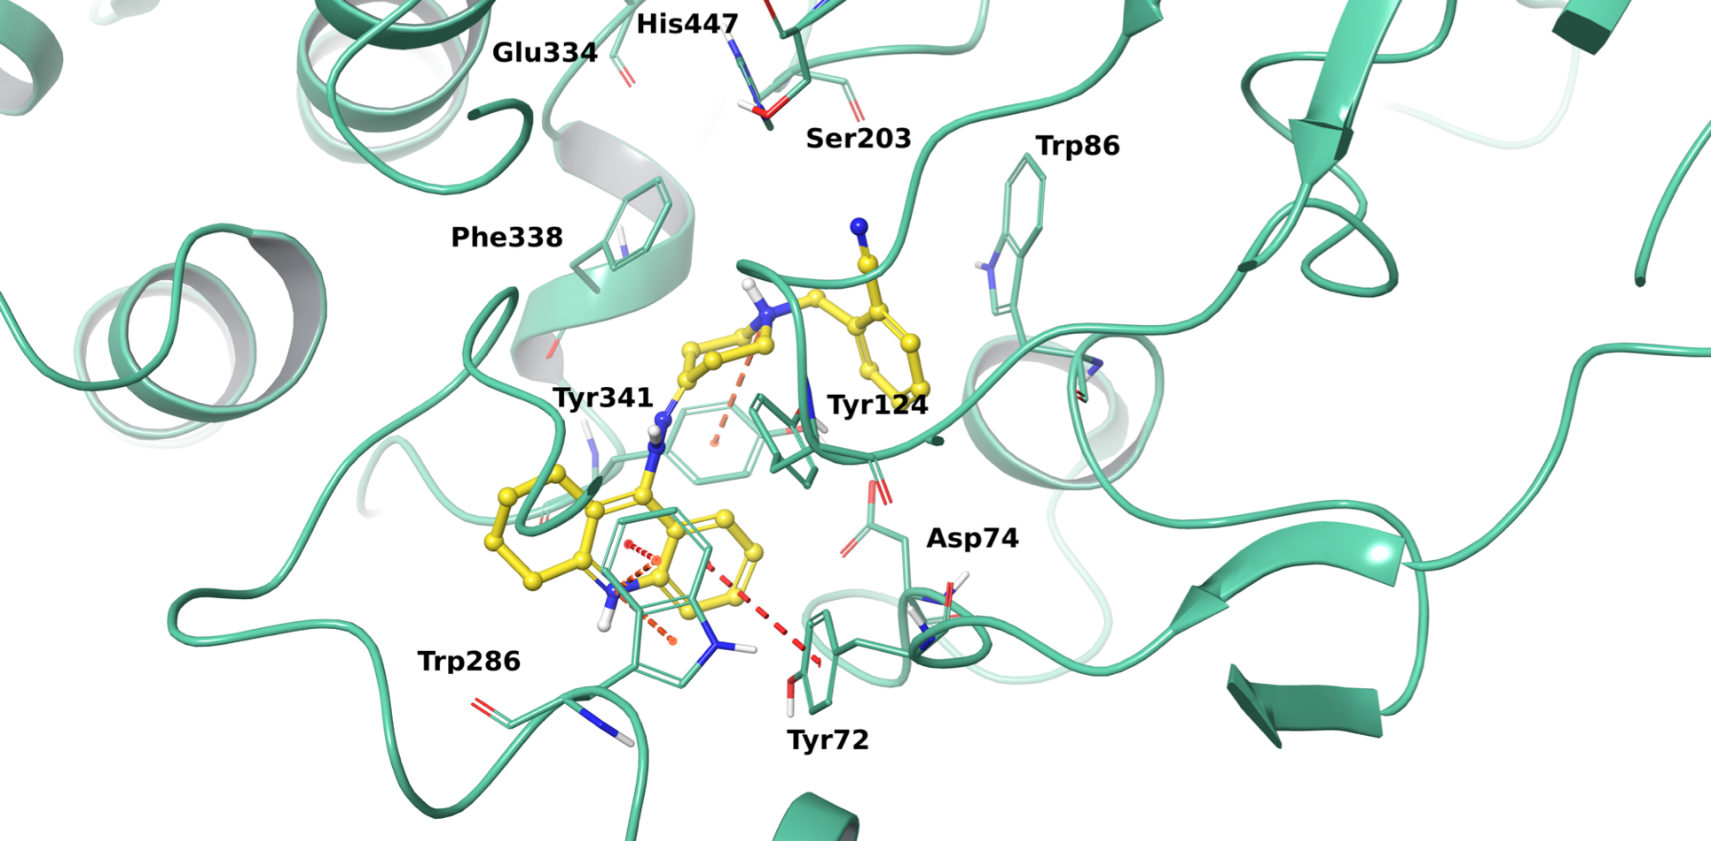 His447
Glu334
Ser203
Trp86
Phe338
Tyr341
Tyr124
Asp74
Trp286
Tyr72